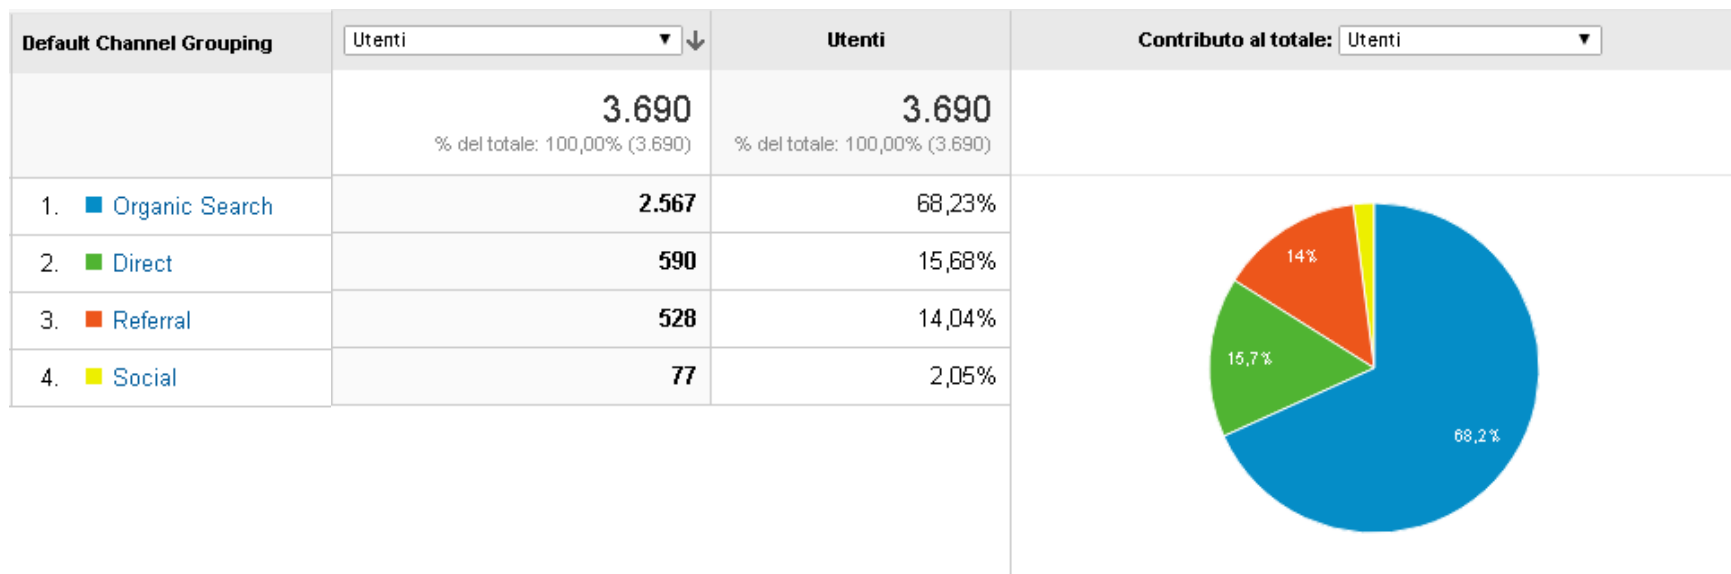 Default Channel Grouping Utenti Utenti Contributo al totale: Utenti
3.690 3.690
% del totale: 100,00% (3.690) % del totale: 100,00% (3.690)
1. Organic Search 2.567 68,23%
2. Direct 590 15,68%
3. Referral 528 14,04%
4. Social 77 2,05%
14%
15,7%
68,2%